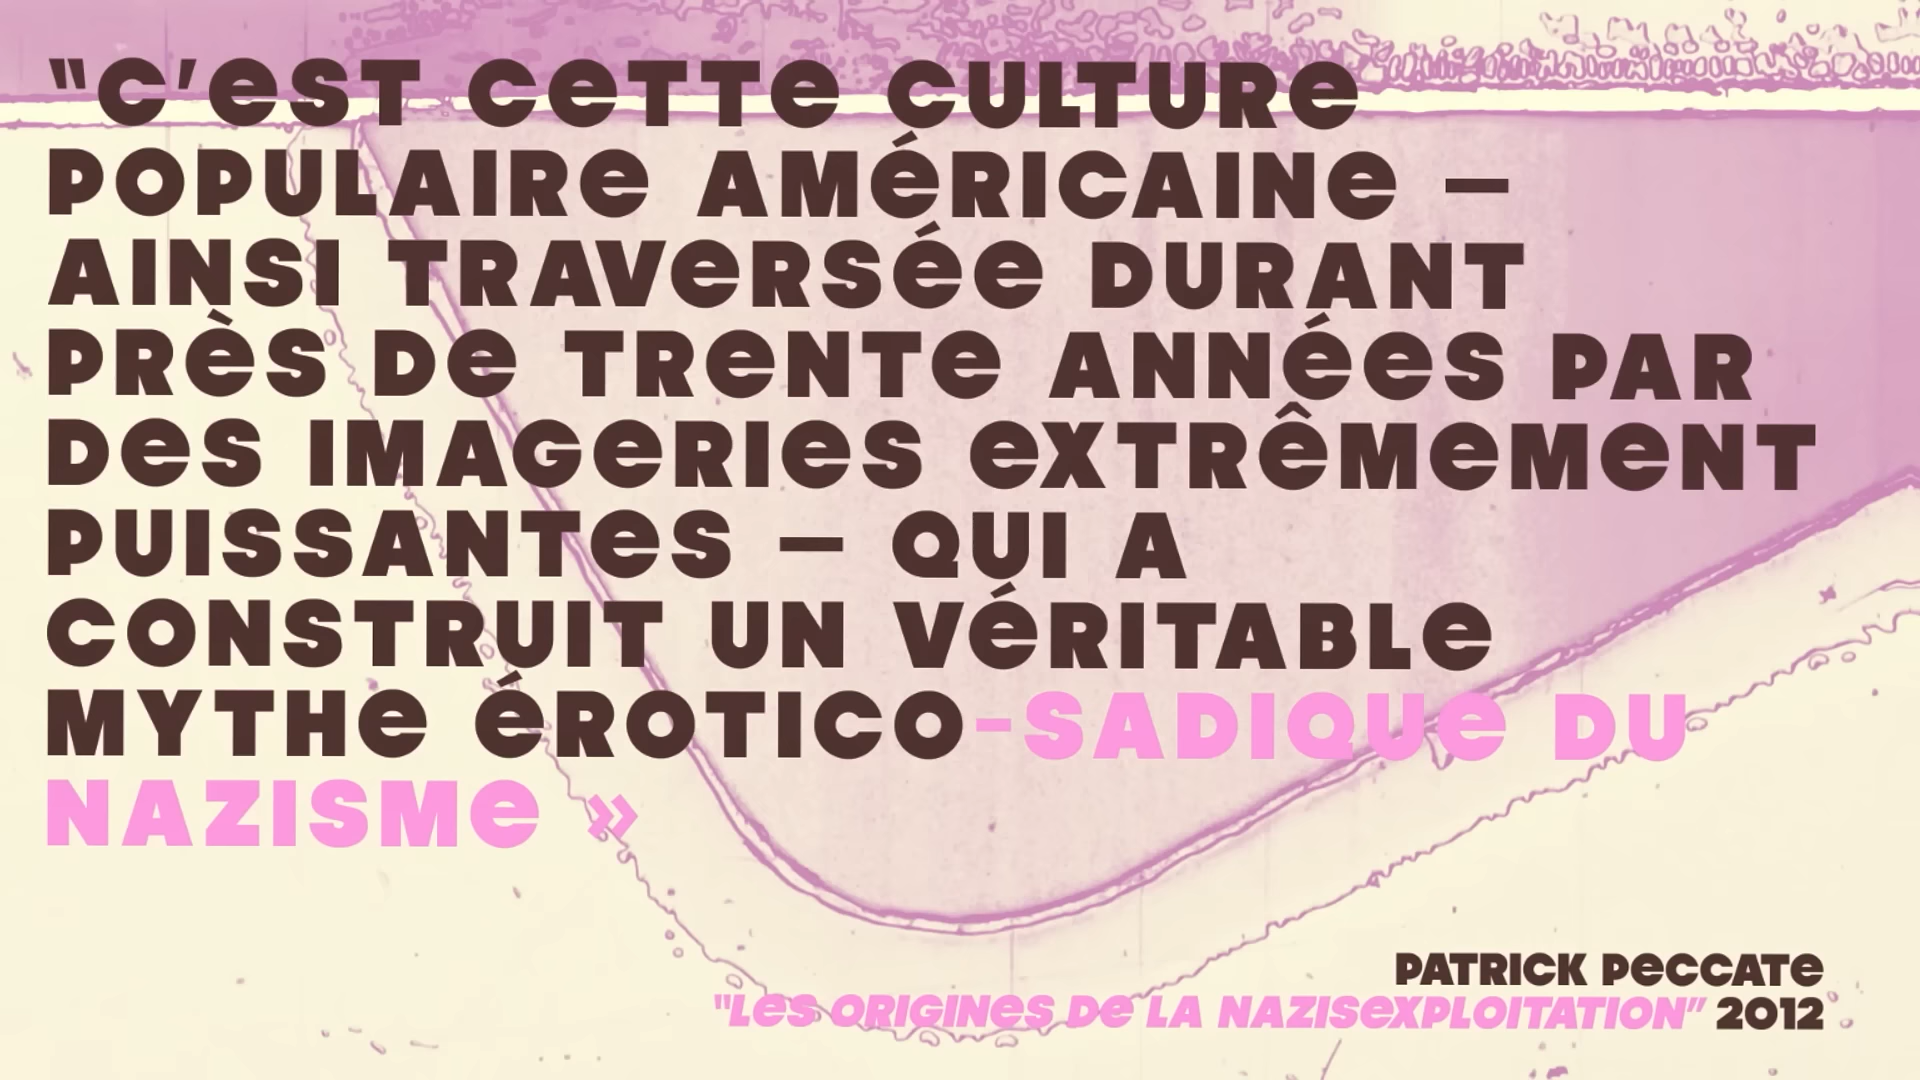 "C'EST CETTE CULTURE
POPULAIRE AMÉRICAINE –
AINSI TRAVERSÉE DURANT
PRÈS DE TRENTE ANNÉES PAR
DES IMAGERIES EXTRÊMEMENT
PUISSANTES – QUI A
CONSTRUIT UN VÉRITABLE
MYTHE ÉROTICO-SADIQUE DU
NAZISME »
PATRICK PECCATE
"LES ORIGINES DE LA NAZISEXPLOITATION" 2012